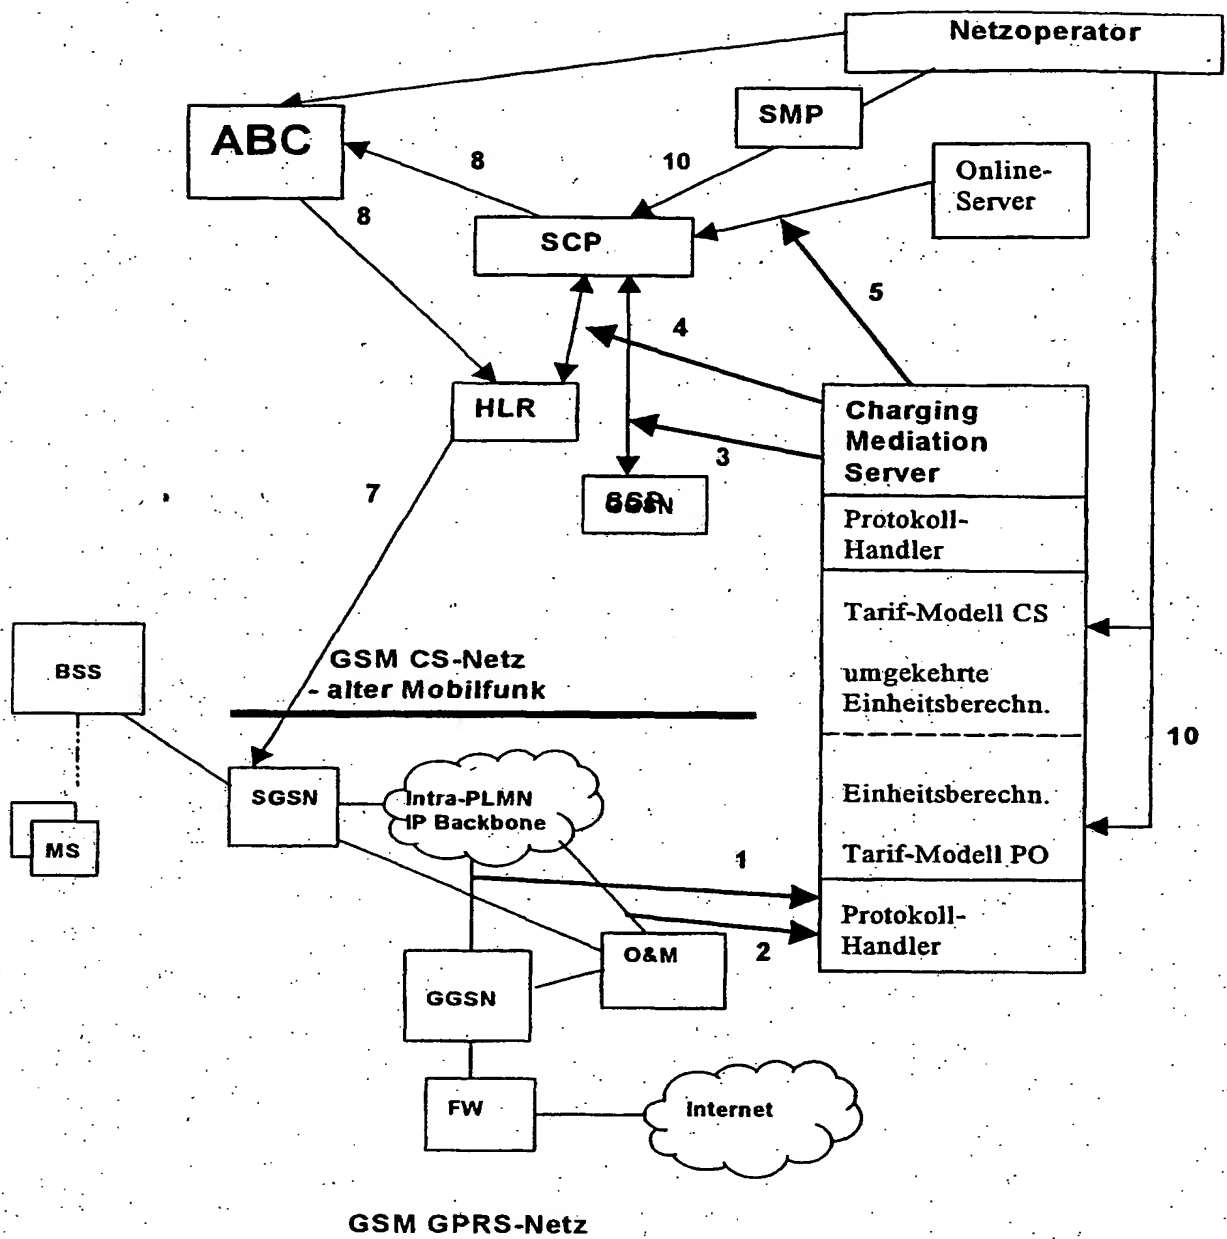 Netzoperator
SMP
ABC
8
10
Online-
Server
8
SCP
5
4
HLR
Charging
Mediation
Server
3
7
Protokoll-
Handler
Tarif-Modell CS
BSS
GSM CS-Netz
- alter Mobilfunk
umgekehrte
Einheitsberechn.
10
SGSN
Intra-PLMN
IP Backbone
Einheitsberechn.
MS
Tarif-Modell PO
1
Protokoll-
Handler
2
O&M
GGSN
FW
Internet
GSM GPRS-Netz